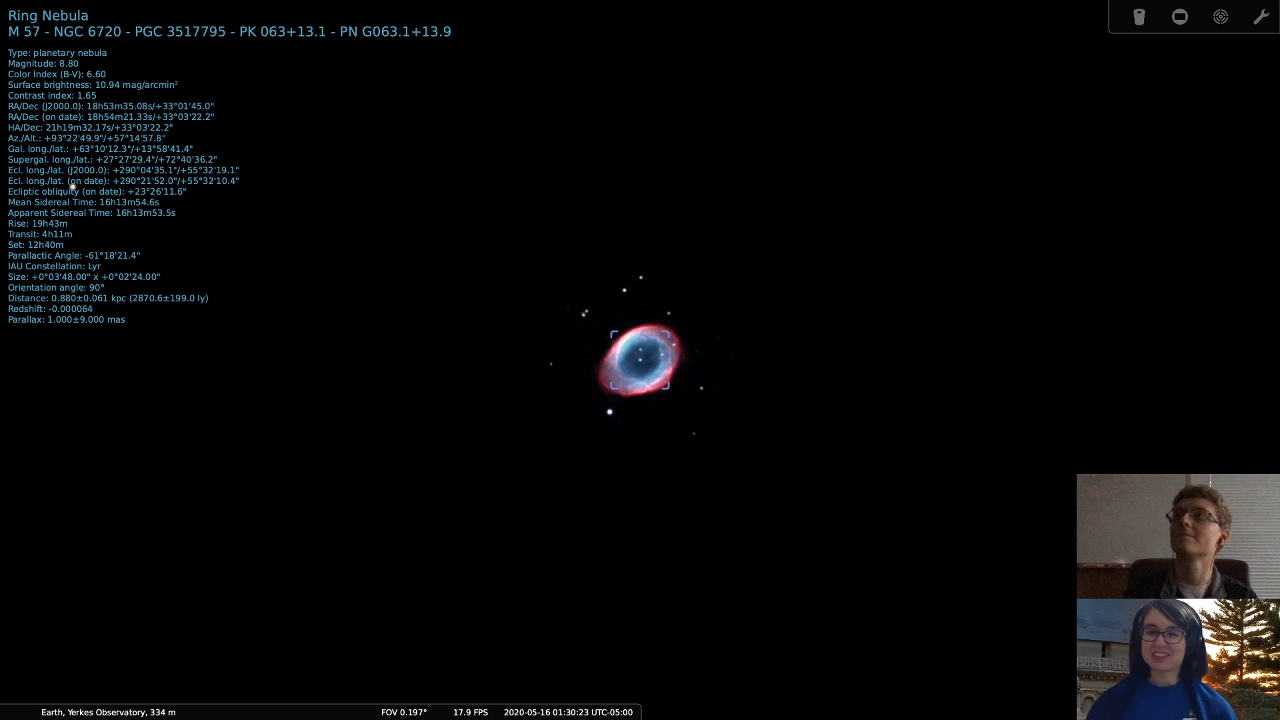 Ring Nebula
M 57 - NGC 6720 - PGC 3517795 - PK 063+13.1 - PN G063.1+13.9
Type: planetary nebula
Magnitude: 8.80
Color Index (B-V): 6.60
Surface brightness: 10.94 mag/arcmin²
Contrast index: 1.65
RA/Dec (J2000.0): 18h53m35.08s/+33°01'45.0"
RA/Dec (on date): 18h54m21.33s/+33°03'22.2"
HA/Dec: 21h19m32.17s/+33°03'22.2"
Az./Alt.: +93°22'49.9"/+57°14'57.8"
Gal. long./lat.: +63°10'12.3"/+13°58'41.4"
Supergal. long./lat.: +27°27'29.4"/+72°40'36.2"
Ecl. long./lat. (J2000.0): +290°04'35.1"/+55°32'19.1"
Ecl. long./lat. (on date): +290°21'52.0"/+55°32'10.4"
Ecliptic obliquity (on date): +23°26'11.6"
Mean Sidereal Time: 16h13m54.6s
Apparent Sidereal Time: 16h13m53.5s
Rise: 19h43m
Transit: 4h11m
Set: 12h40m
Parallactic Angle: -61°18'21.4"
IAU Constellation: Lyr
Size: +0°03'48.00" x +0°02'24.00"
Orientation angle: 90°
Distance: 0.880±0.061 kpc (2870.6±199.0 ly)
Redshift: -0.000064
Parallax: 1.000±9.000 mas
Earth, Yerkes Observatory, 334 m FOV 0.197° 17.9 FPS 2020-05-16 01:30:23 UTC-05:00